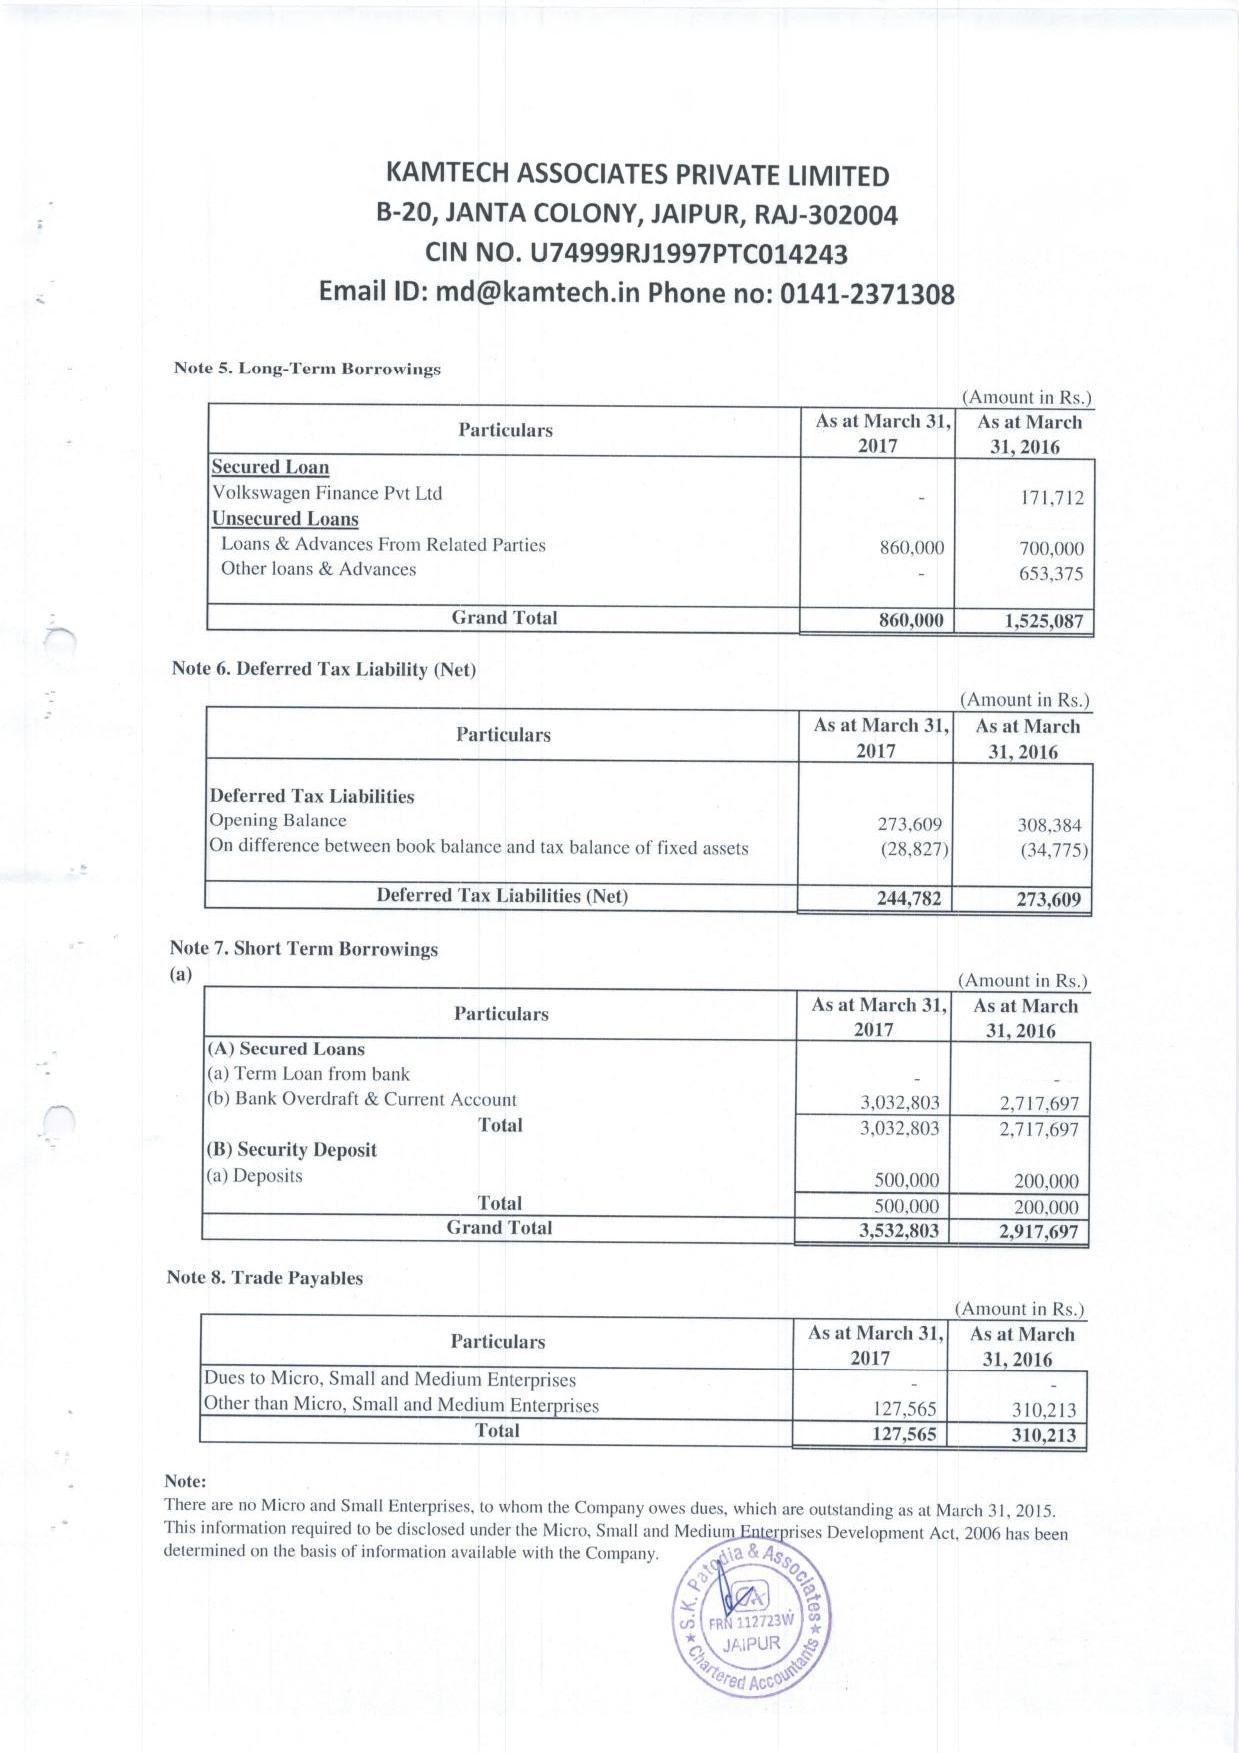 KAMTECH ASSOCIATES PRIVATE LIMITED
B-20, JANTA COLONY, JAIPUR, RAJ-302004
CIN NO. U74999RJ1997PTC014243
Email ID: md@kamtech.in Phone no: 0141-2371308
Note 5. Long-Term Borrowings
(Amount in Rs.)
Particulars As at March 31, 2017 As at March 31, 2016
Secured Loan
Volkswagen Finance Pvt Ltd - 171,712
Unsecured Loans
Loans & Advances From Related Parties 860,000 700,000
Other loans & Advances - 653,375
Grand Total 860,000 1,525,087
Note 6. Deferred Tax Liability (Net)
(Amount in Rs.)
Particulars As at March 31, 2017 As at March 31, 2016
Deferred Tax Liabilities
Opening Balance 273,609 308,384
On difference between book balance and tax balance of fixed assets (28,827) (34,775)
Deferred Tax Liabilities (Net) 244,782 273,609
Note 7. Short Term Borrowings
(a)
(Amount in Rs.)
Particulars As at March 31, 2017 As at March 31, 2016
(A) Secured Loans
(a) Term Loan from bank - -
(b) Bank Overdraft & Current Account 3,032,803 2,717,697
Total 3,032,803 2,717,697
(B) Security Deposit
(a) Deposits 500,000 200,000
Total 500,000 200,000
Grand Total 3,532,803 2,917,697
Note 8. Trade Payables
(Amount in Rs.)
Particulars As at March 31, 2017 As at March 31, 2016
Dues to Micro, Small and Medium Enterprises - -
Other than Micro, Small and Medium Enterprises 127,565 310,213
Total 127,565 310,213
Note:
There are no Micro and Small Enterprises, to whom the Company owes dues, which are outstanding as at March 31, 2015.
This information required to be disclosed under the Micro, Small and Medium Enterprises Development Act, 2006 has been
determined on the basis of information available with the Company.
S.K. Patodia & Associates
CA
FRN 112723W
JAIPUR
★ Chartered Accountants ★